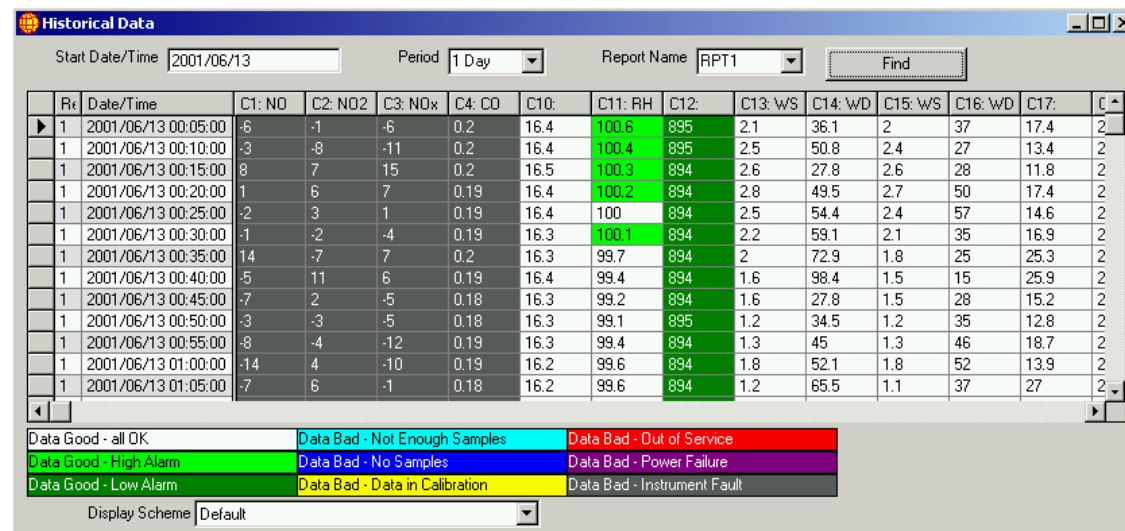 Historical Data
Start Date/Time 2001/06/13 Period 1 Day Report Name RPT1 Find
Date/Time C1: NO C2: NO2 C3: NOx C4: CO C10: C11: RH C12: C13: WS C14: WD C15: WS C16: WD C17:
1 2001/06/13 00:05:00 -6 -1 -6 0.2 16.4 100.6 895 2.1 36.1 2 37 17.4 2
1 2001/06/13 00:10:00 -3 -8 -11 0.2 16.4 100.4 895 2.5 50.8 2.4 27 13.4 2
1 2001/06/13 00:15:00 8 7 15 0.2 16.5 100.3 894 2.6 27.8 2.6 28 11.8 2
1 2001/06/13 00:20:00 1 6 7 0.19 16.4 100.2 894 2.8 49.5 2.7 50 17.4 2
1 2001/06/13 00:25:00 -2 3 1 0.19 16.4 100 894 2.5 54.4 2.4 57 14.6 2
1 2001/06/13 00:30:00 -1 -2 -4 0.19 16.3 100.1 894 2.2 59.1 2.1 35 16.9 2
1 2001/06/13 00:35:00 14 -7 7 0.2 16.3 99.7 894 2 72.9 1.8 25 25.3 2
1 2001/06/13 00:40:00 -5 11 6 0.19 16.4 99.4 894 1.6 98.4 1.5 15 25.9 2
1 2001/06/13 00:45:00 -7 2 -5 0.18 16.3 99.2 894 1.6 27.8 1.5 28 15.2 2
1 2001/06/13 00:50:00 -3 -3 -5 0.18 16.3 99.1 895 1.2 34.5 1.2 35 12.8 2
1 2001/06/13 00:55:00 -8 -4 -12 0.19 16.3 99.4 894 1.3 45 1.3 46 18.7 2
1 2001/06/13 01:00:00 -14 4 -10 0.19 16.2 99.6 894 1.8 52.1 1.8 52 13.9 2
1 2001/06/13 01:05:00 -7 6 -1 0.18 16.2 99.6 894 1.2 65.5 1.1 37 27 2
Data Good - all OK Data Bad - Not Enough Samples Data Bad - Out of Service
Data Good - High Alarm Data Bad - No Samples Data Bad - Power Failure
Data Good - Low Alarm Data Bad - Data in Calibration Data Bad - Instrument Fault
Display Scheme Default